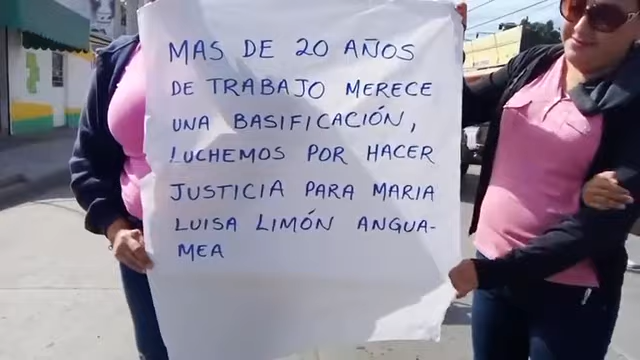 MAS DE 20 AÑOS
DE TRABAJO MERECE
UNA BASIFICACIÓN,
LUCHEMOS POR HACER
JUSTICIA PARA MARIA
LUISA LIMÓN ANGUA-
MEA